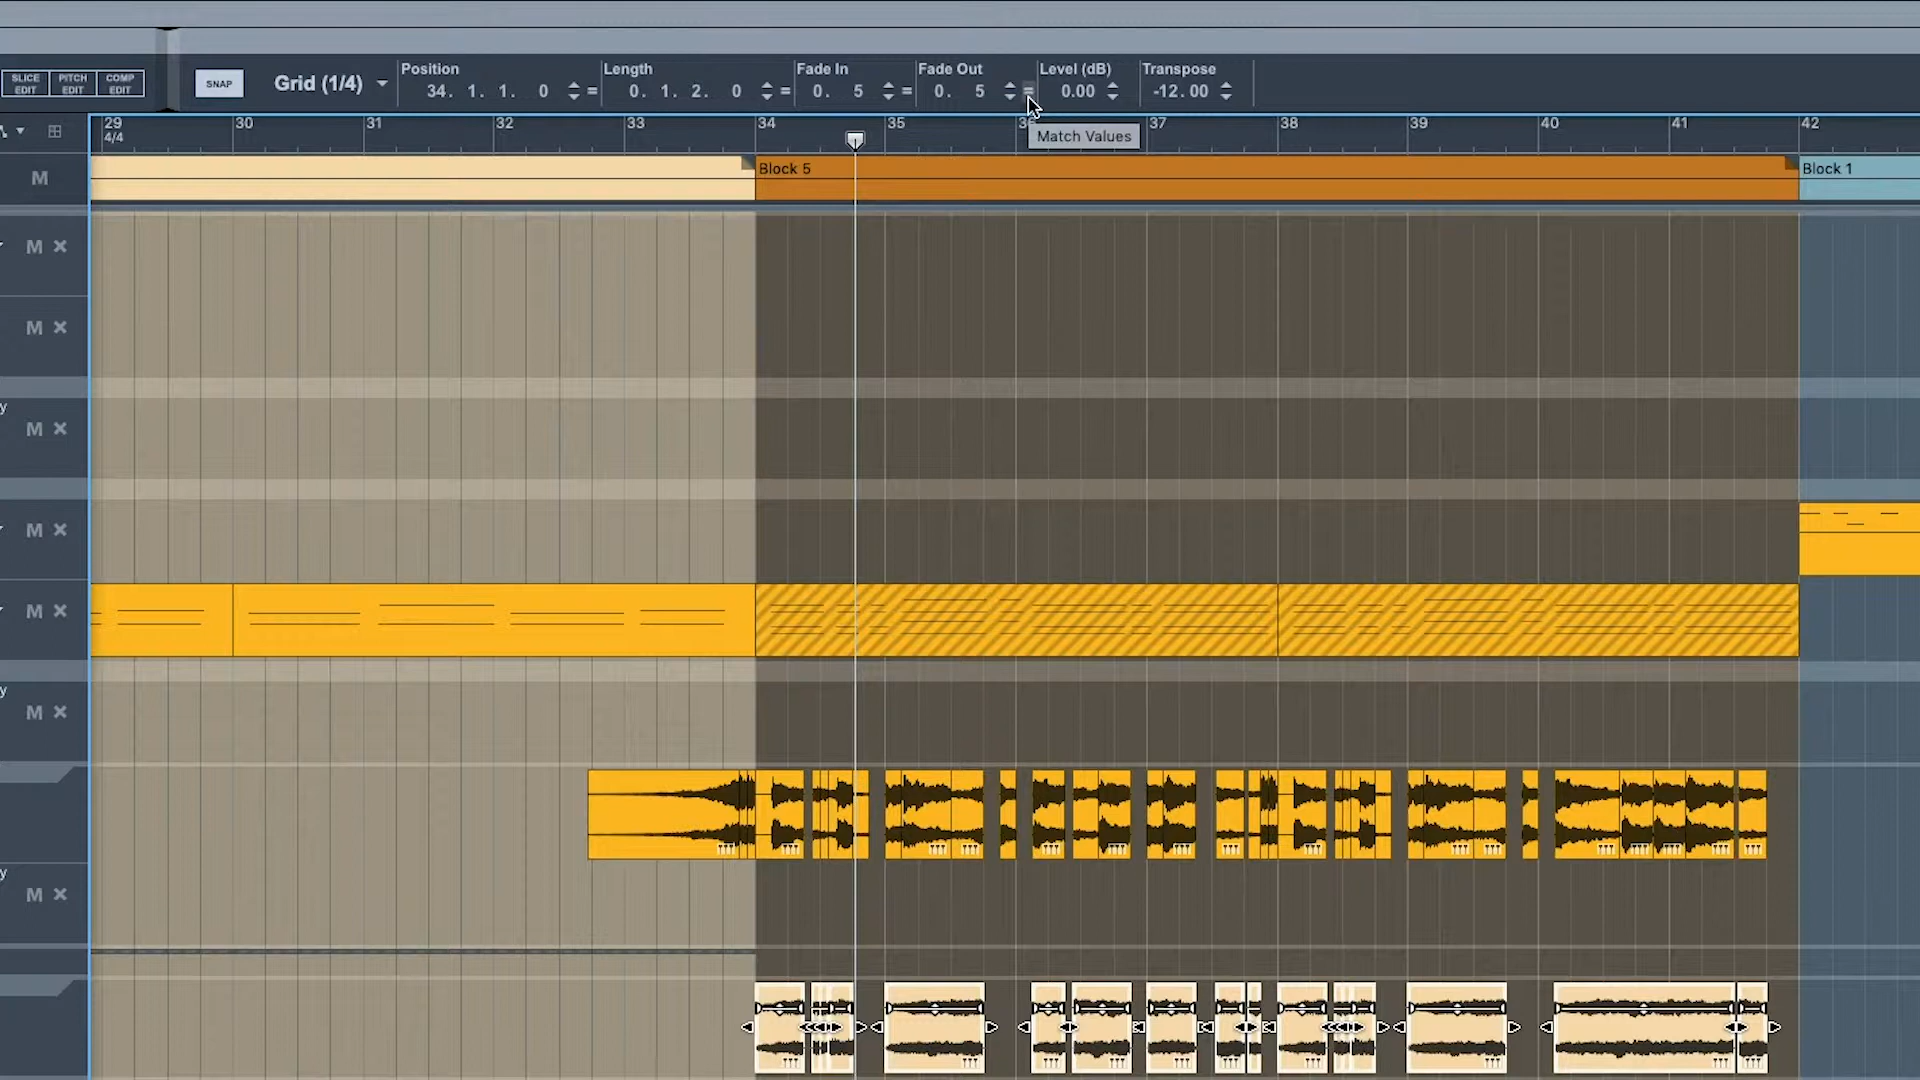 SLICE EDIT
PITCH EDIT
COMP EDIT
SNAP
Grid (1/4)
Position
34. 1. 1. 0 =
Length
0. 1. 2. 0 =
Fade In
0. 5 =
Fade Out
0. 5 =
Level (dB)
0.00
Transpose
-12.00
Match Values
29 30 31 32 33 34 35 36 37 38 39 40 41 42
4/4
M
Block 5
Block 1
M
M
y
M
M
M
y
M
y
M